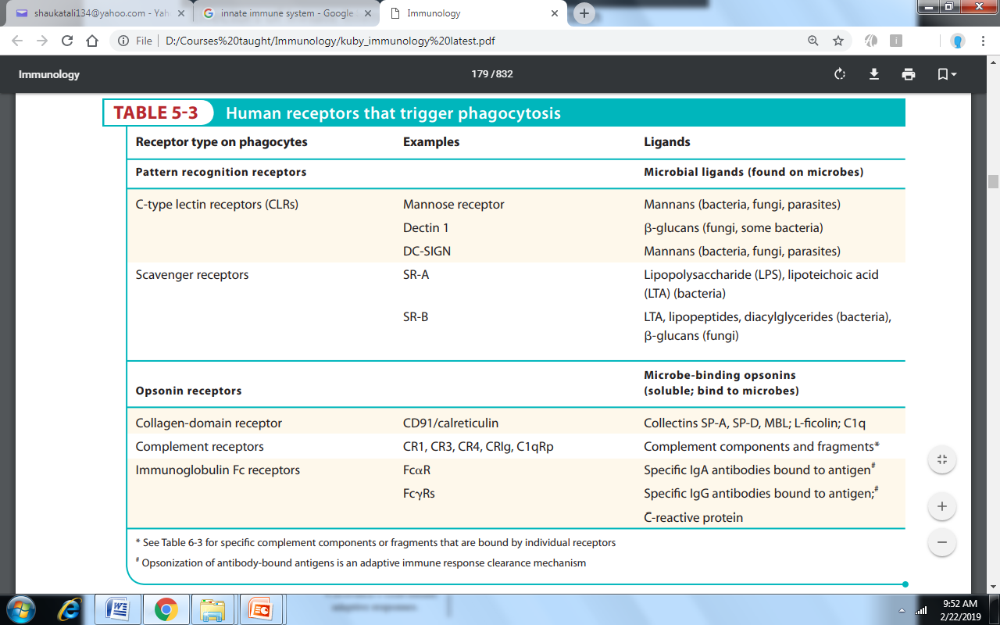 shaukatali134@yahoo.com - Yah
innate immune system - Google
Immunology
File
D:/Courses%20taught/Immunology/kuby_immunology%20latest.pdf
Immunology
179 / 832
TABLE 5-3 Human receptors that trigger phagocytosis
Receptor type on phagocytes Examples Ligands
Pattern recognition receptors Microbial ligands (found on microbes)
C-type lectin receptors (CLRs) Mannose receptor Mannans (bacteria, fungi, parasites)
Dectin 1 β-glucans (fungi, some bacteria)
DC-SIGN Mannans (bacteria, fungi, parasites)
Scavenger receptors SR-A Lipopolysaccharide (LPS), lipoteichoic acid
(LTA) (bacteria)
SR-B LTA, lipopeptides, diacylglycerides (bacteria),
β-glucans (fungi)
Microbe-binding opsonins
Opsonin receptors (soluble; bind to microbes)
Collagen-domain receptor CD91/calreticulin Collectins SP-A, SP-D, MBL; L-ficolin; C1q
Complement receptors CR1, CR3, CR4, CRIg, C1qRp Complement components and fragments*
Immunoglobulin Fc receptors FcαR Specific IgA antibodies bound to antigen#
FcγRs Specific IgG antibodies bound to antigen;#
C-reactive protein
* See Table 6-3 for specific complement components or fragments that are bound by individual receptors
# Opsonization of antibody-bound antigens is an adaptive immune response clearance mechanism
9:52 AM
2/22/2019